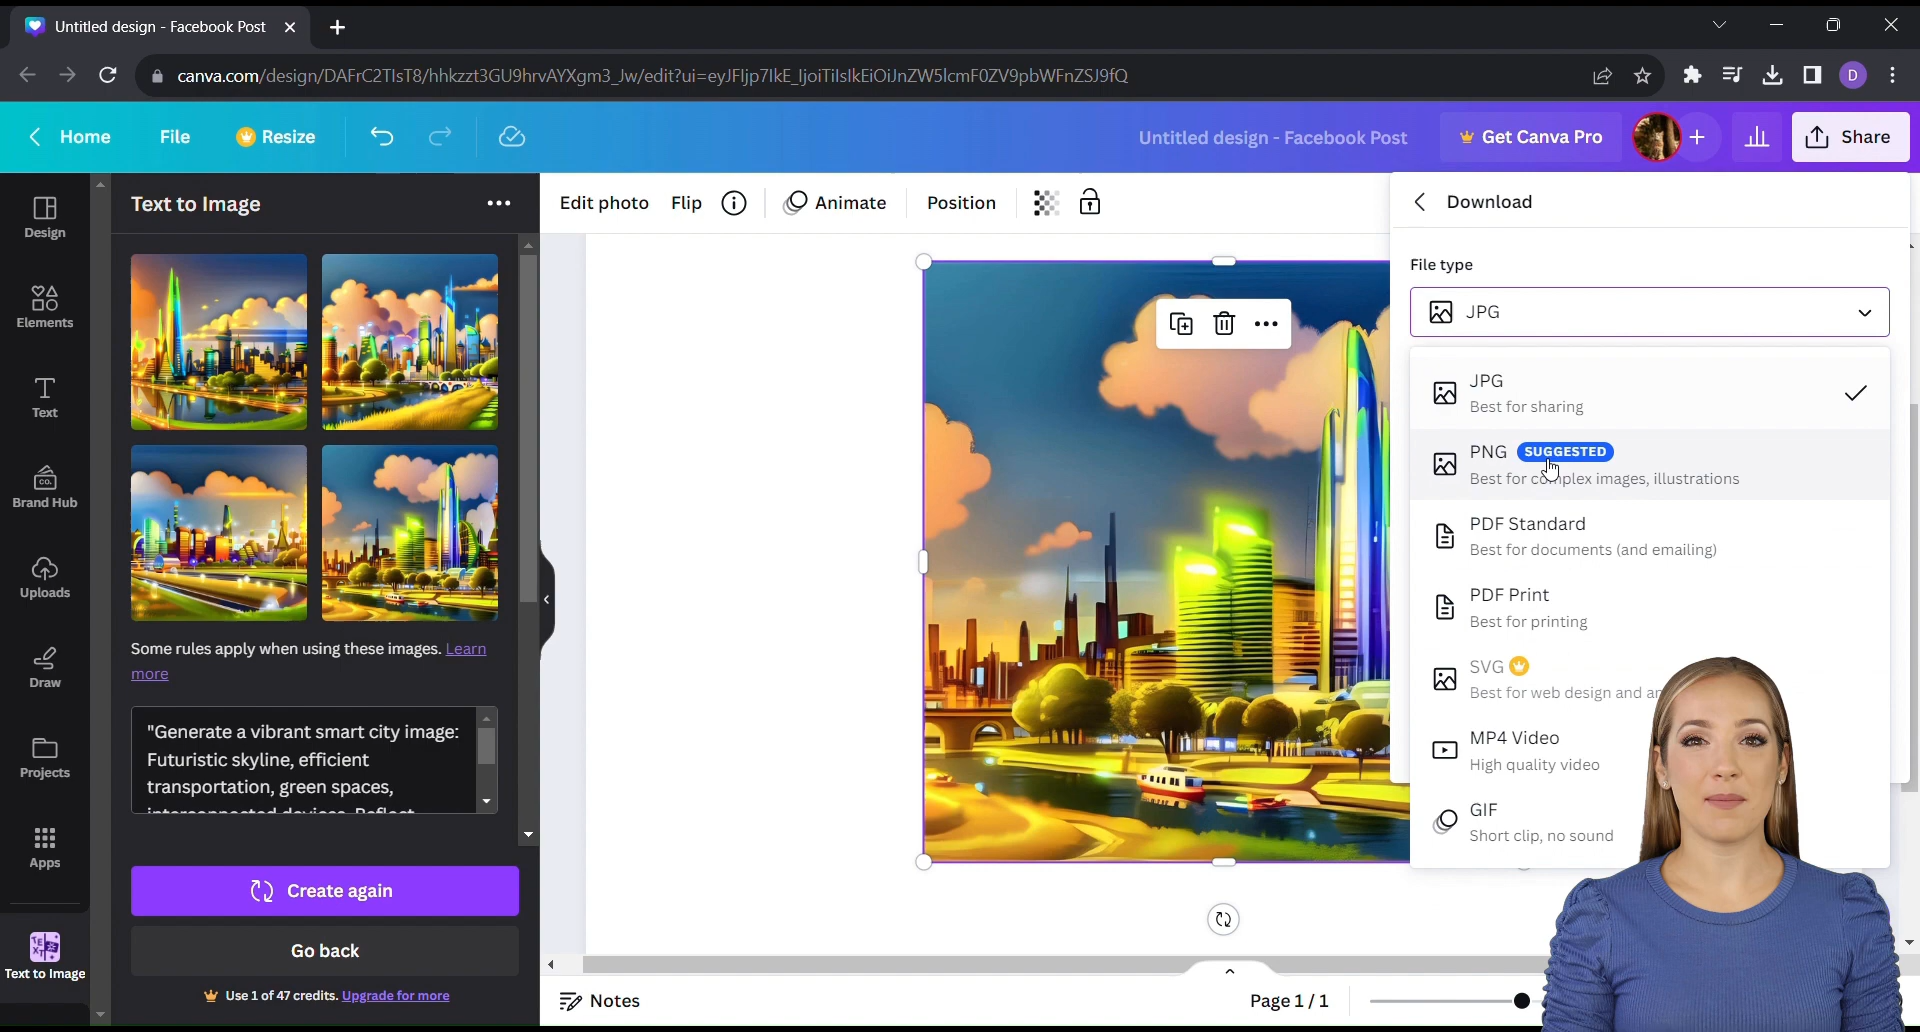 Untitled design - Facebook Post
canva.com/design/DAFrC2TIsT8/hhkzzt3GU9hrvAYXgm3_Jw/edit?ui=eyJFIjp7IkE_IjoiTiIsIkEiOiJnZW5lcmF0ZV9pbWFnZSJ9fQ
D
Home
File
Resize
Untitled design - Facebook Post
Get Canva Pro
Share
Design
Elements
Text
Brand Hub
Uploads
Draw
Projects
Apps
Text to Image
Text to Image
Some rules apply when using these images. Learn
more
"Generate a vibrant smart city image:
Futuristic skyline, efficient
transportation, green spaces,
interconnected devices. Reflect
Create again
Go back
Use 1 of 47 credits. Upgrade for more
Edit photo
Flip
Animate
Position
Download
File type
JPG
JPG
Best for sharing
PNG SUGGESTED
Best for complex images, illustrations
PDF Standard
Best for documents (and emailing)
PDF Print
Best for printing
SVG
Best for web design and
MP4 Video
High quality video
GIF
Short clip, no sound
Notes
Page 1 / 1